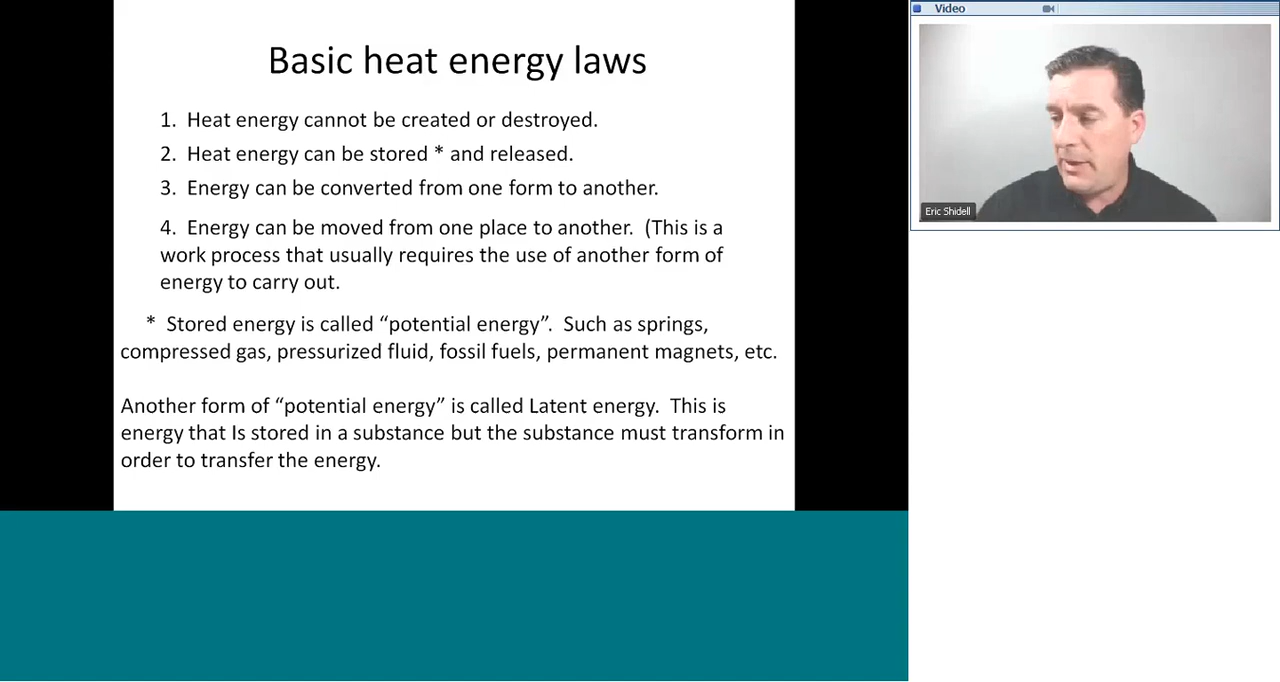 Basic heat energy laws
1. Heat energy cannot be created or destroyed.
2. Heat energy can be stored * and released.
3. Energy can be converted from one form to another.
4. Energy can be moved from one place to another. (This is a
work process that usually requires the use of another form of
energy to carry out.
* Stored energy is called “potential energy”. Such as springs,
compressed gas, pressurized fluid, fossil fuels, permanent magnets, etc.
Another form of “potential energy” is called Latent energy. This is
energy that Is stored in a substance but the substance must transform in
order to transfer the energy.
Video
Eric Shidell